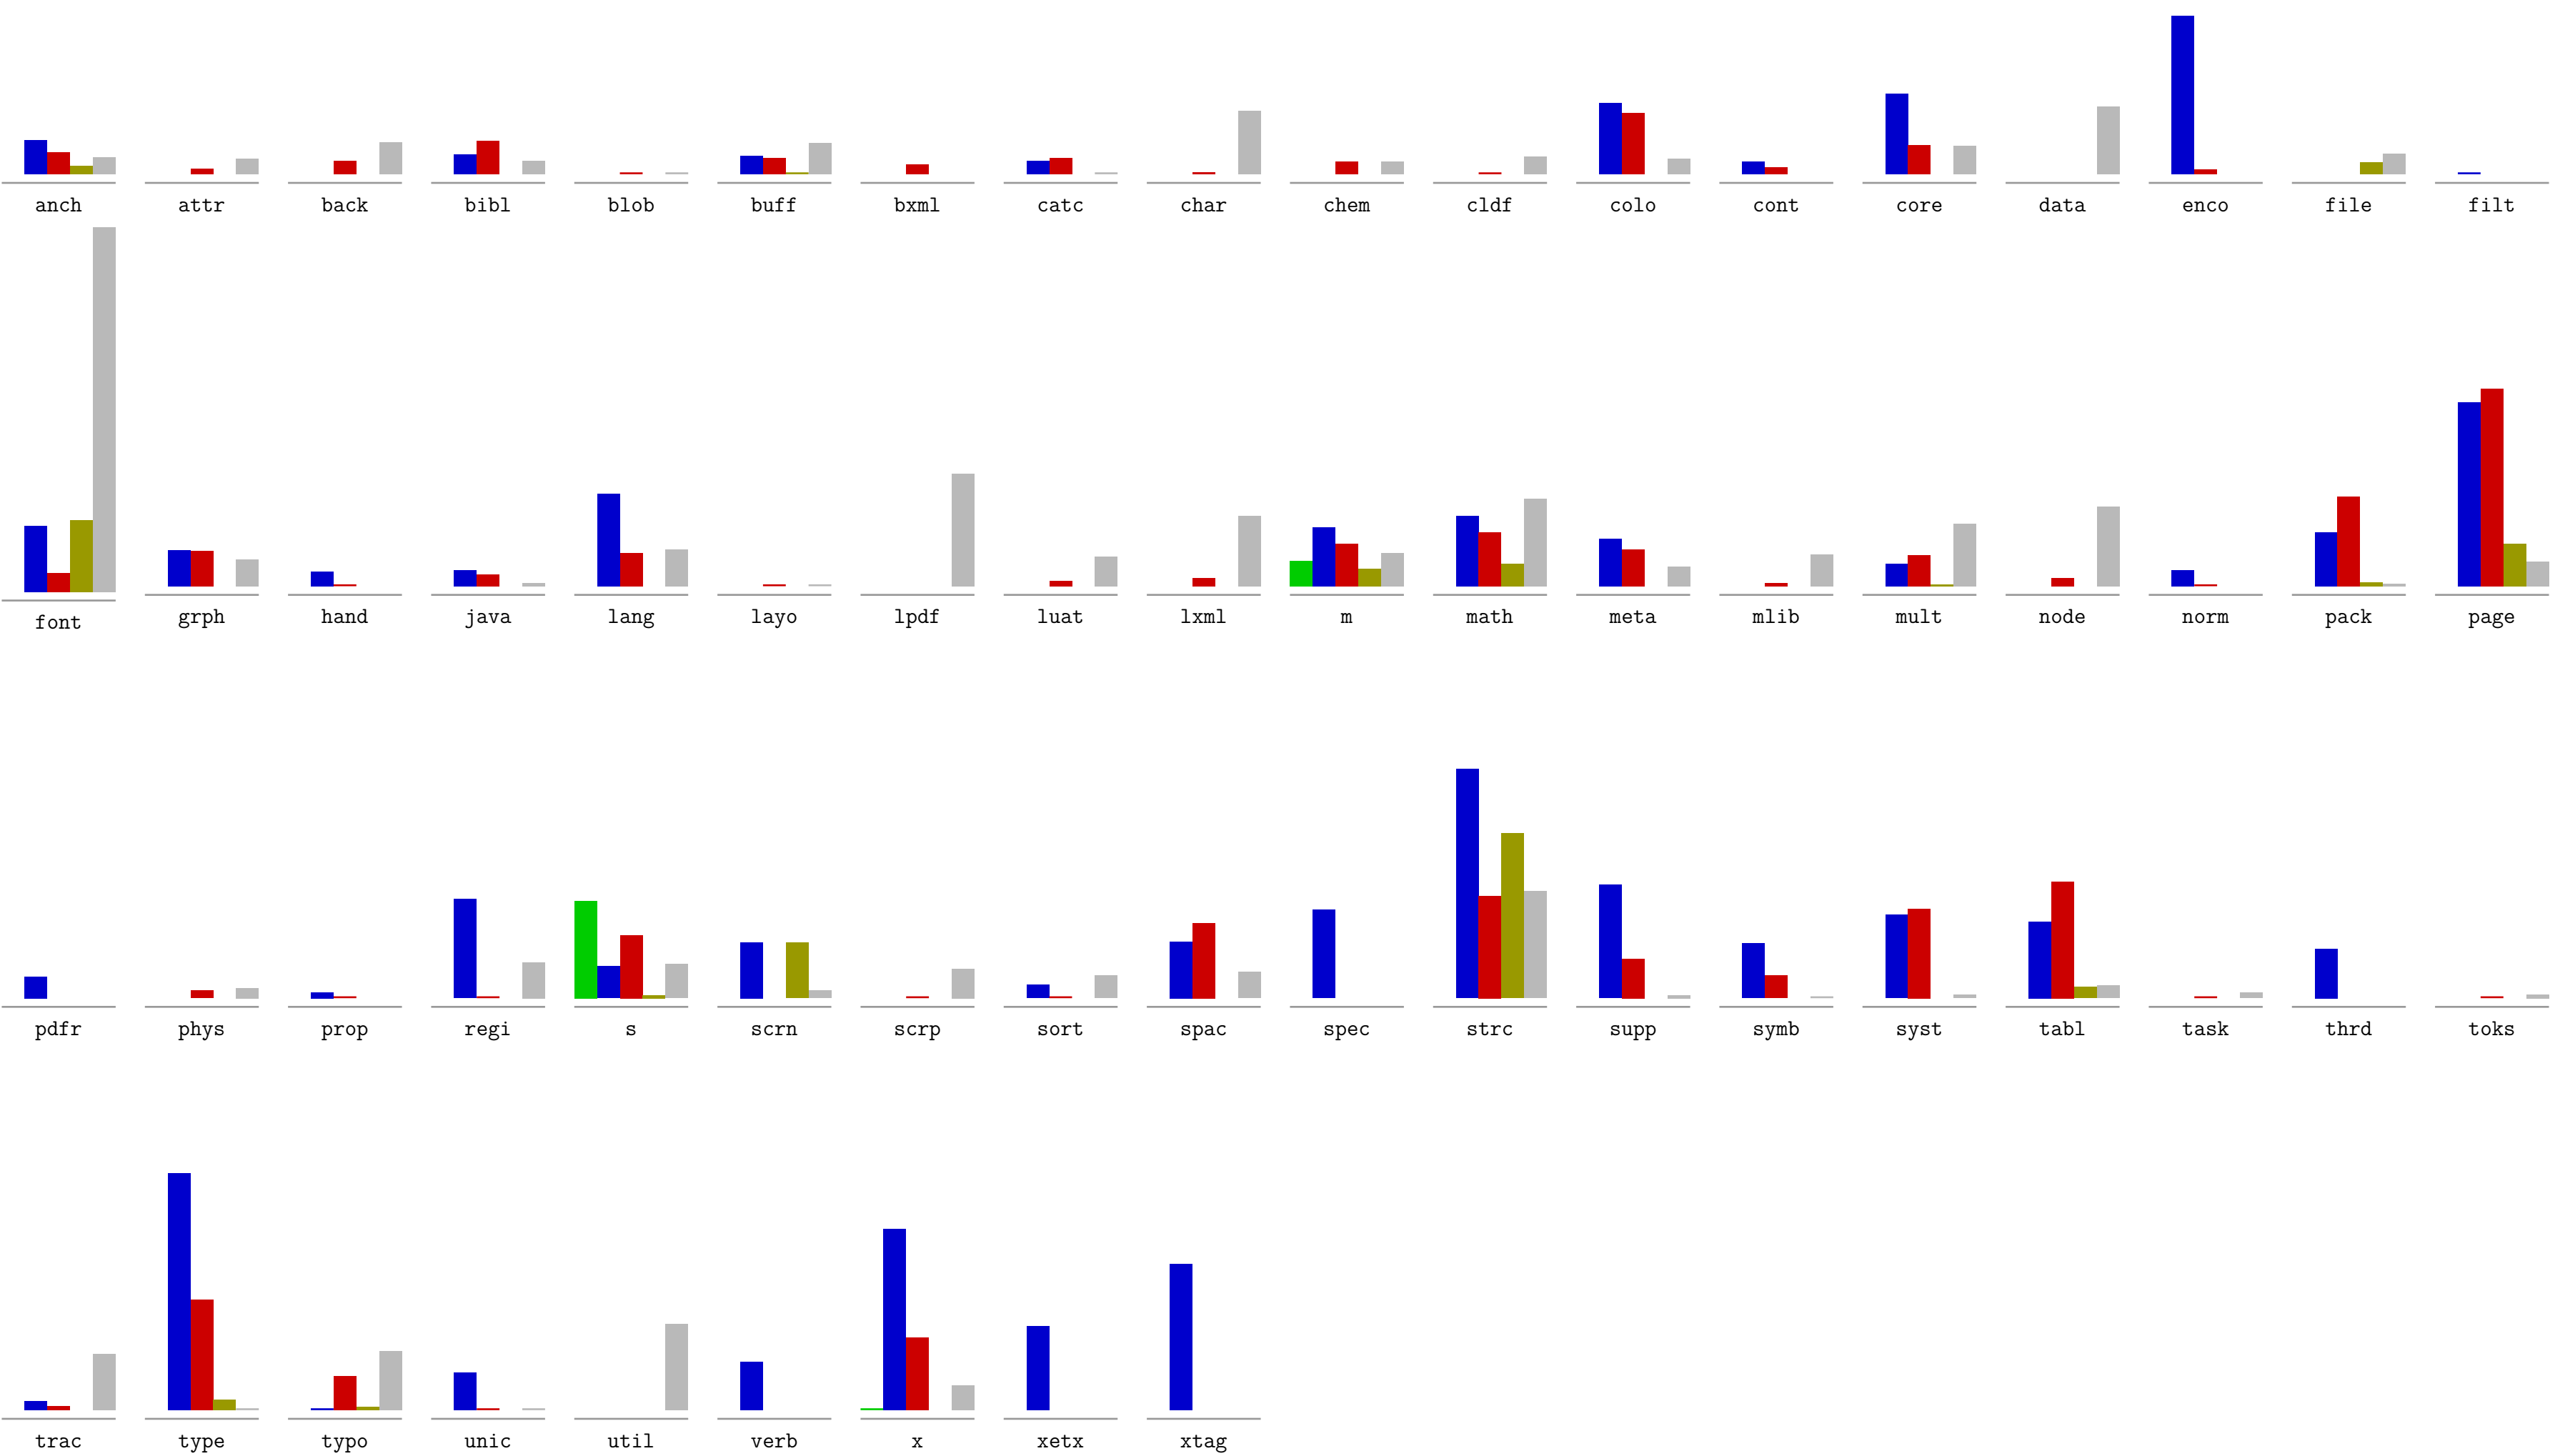 anch attr back bibl blob buff bxml catc char chem cldf colo cont core data enco file filt
font grph hand java lang layo lpdf luat lxml m math meta mlib mult node norm pack page
pdfr phys prop regi s scrn scrp sort spac spec strc supp symb syst tabl task thrd toks
trac type typo unic util verb x xetx xtag